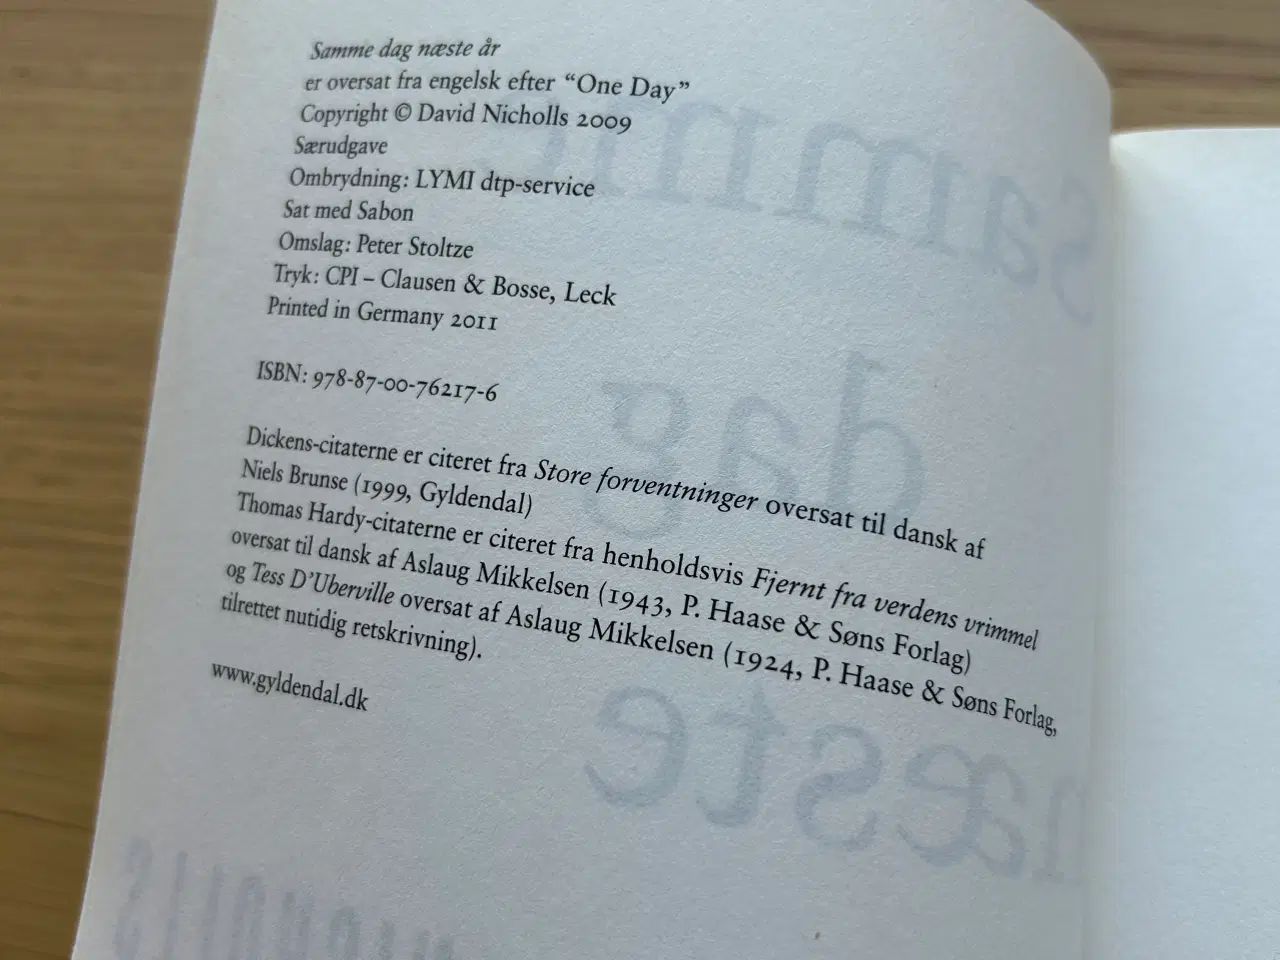 Samme dag næste år
er oversat fra engelsk efter “One Day”
Copyright © David Nicholls 2009
Særudgave
Ombrydning: LYMI dtp-service
Sat med Sabon
Omslag: Peter Stoltze
Tryk: CPI – Clausen & Bosse, Leck
Printed in Germany 2011
ISBN: 978-87-00-76217-6
Dickens-citaterne er citeret fra Store forventninger oversat til dansk af
Niels Brunse (1999, Gyldendal)
Thomas Hardy-citaterne er citeret fra henholdsvis Fjernt fra verdens vrimmel
oversat til dansk af Aslaug Mikkelsen (1943, P. Haase & Søns Forlag)
og Tess D’Uberville oversat af Aslaug Mikkelsen (1924, P. Haase & Søns Forlag,
tilrettet nutidig retskrivning).
www.gyldendal.dk
samme
dag
næste